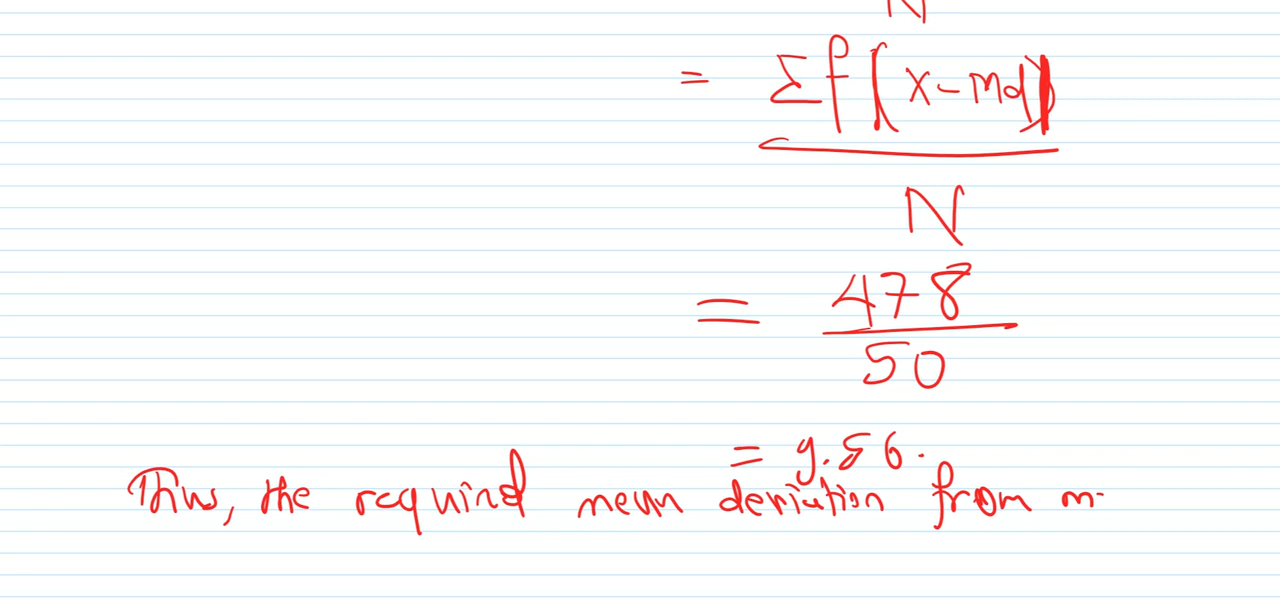 N
= Σf|x-md|
N
= 478
50
= 9.56.
Thus, the required mean deviation from m